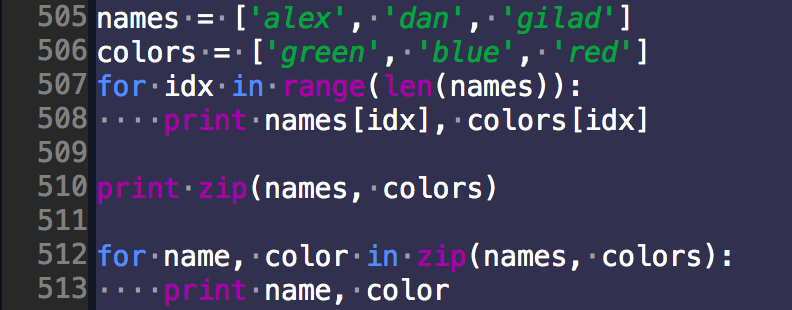 505 names = ['alex', 'dan', 'gilad']
506 colors = ['green', 'blue', 'red']
507 for idx in range(len(names)):
508 ····print names[idx], colors[idx]
509
510 print zip(names, colors)
511
512 for name, color in zip(names, colors):
513 ····print name, color